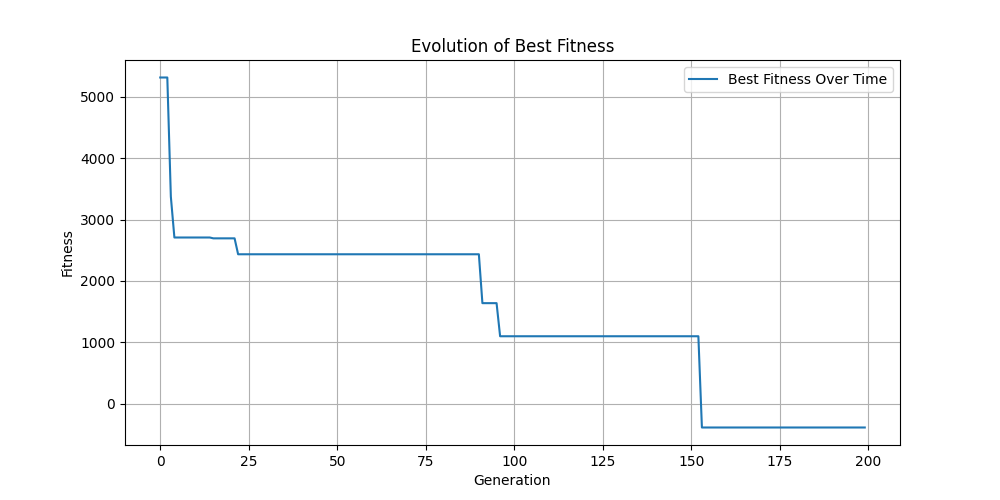 Evolution of Best Fitness
Best Fitness Over Time
Fitness
5000
4000
3000
2000
1000
0
0 25 50 75 100 125 150 175 200
Generation